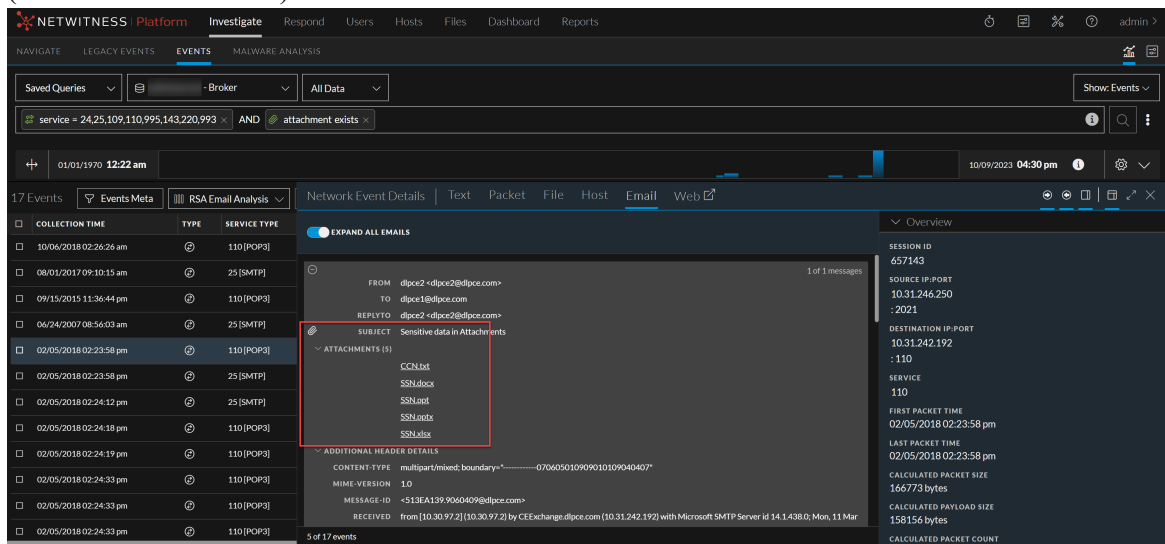 NETWITNESS | Platform Investigate Respond Users Hosts Files Dashboard Reports admin >
NAVIGATE LEGACY EVENTS EVENTS MALWARE ANALYSIS
Saved Queries - Broker All Data Show: Events
service = 24,25,109,110,995,143,220,993 × AND attachment exists ×
01/01/1970 12:22 am 10/09/2023 04:30 pm
17 Events Events Meta RSA Email Analysis Network Event Details Text Packet File Host Email Web
COLLECTION TIME TYPE SERVICE TYPE
10/06/2018 02:26:26 am 110 [POP3]
08/01/2017 09:10:15 am 25 [SMTP]
09/15/2015 11:36:44 pm 110 [POP3]
06/24/2007 08:56:03 am 25 [SMTP]
02/05/2018 02:23:58 pm 110 [POP3]
02/05/2018 02:23:58 pm 25 [SMTP]
02/05/2018 02:24:12 pm 25 [SMTP]
02/05/2018 02:24:18 pm 110 [POP3]
02/05/2018 02:24:19 pm 110 [POP3]
02/05/2018 02:24:33 pm 110 [POP3]
02/05/2018 02:24:33 pm 110 [POP3]
02/05/2018 02:24:33 pm 110 [POP3]
EXPAND ALL EMAILS
1 of 1 messages
FROM dlpce2 <dlpce2@dlpce.com>
TO dlpce1@dlpce.com
REPLYTO dlpce2 <dlpce2@dlpce.com>
SUBJECT Sensitive data in Attachments
ATTACHMENTS (5)
CCN.txt
SSN.docx
SSN.ppt
SSN.pptx
SSN.xlsx
ADDITIONAL HEADER DETAILS
CONTENT-TYPE multipart/mixed; boundary="------------070605010909010109040407"
MIME-VERSION 1.0
MESSAGE-ID <513EA139.9060409@dlpce.com>
RECEIVED from [10.30.97.2] (10.30.97.2) by CEExchange.dlpce.com (10.31.242.192) with Microsoft SMTP Server id 14.1.438.0; Mon, 11 Mar
5 of 17 events
Overview
SESSION ID
657143
SOURCE IP:PORT
10.31.246.250
: 2021
DESTINATION IP:PORT
10.31.242.192
: 110
SERVICE
110
FIRST PACKET TIME
02/05/2018 02:23:58 pm
LAST PACKET TIME
02/05/2018 02:23:58 pm
CALCULATED PACKET SIZE
166773 bytes
CALCULATED PAYLOAD SIZE
158156 bytes
CALCULATED PACKET COUNT